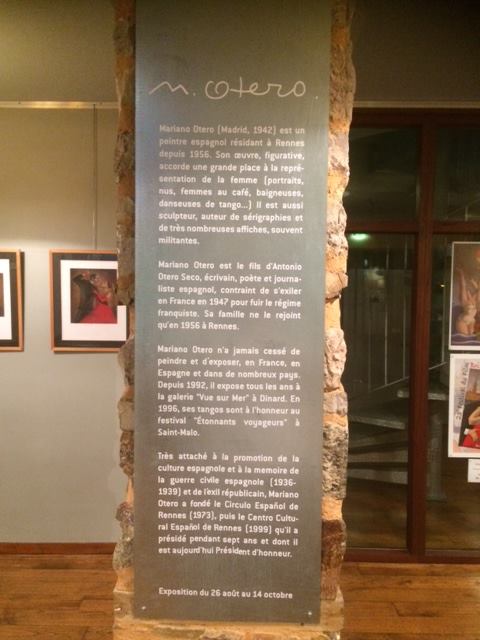 m. otero.
Mariano Otero (Madrid, 1942) est un
peintre espagnol résidant à Rennes
depuis 1956. Son œuvre, figurative,
accorde une grande place à la repré-
sentation de la femme (portraits,
nus, femmes au café, baigneuses,
danseuses de tango...) Il est aussi
sculpteur, auteur de sérigraphies et
de très nombreuses affiches, souvent
militantes.
Mariano Otero est le fils d'Antonio
Otero Seco, écrivain, poète et journa-
liste espagnol, contraint de s'exiler
en France en 1947 pour fuir le régime
franquiste. Sa famille ne le rejoint
qu'en 1956 à Rennes.
Mariano Otero n'a jamais cessé de
peindre et d'exposer, en France, en
Espagne et dans de nombreux pays.
Depuis 1992, il expose tous les ans à
la galerie "Vue sur Mer" à Dinard. En
1996, ses tangos sont à l'honneur au
festival "Étonnants voyageurs" à
Saint-Malo.
Très attaché à la promotion de la
culture espagnole et à la memoire de
la guerre civile espagnole (1936-
1939) et de l'exil républicain, Mariano
Otero a fondé le Circulo Español de
Rennes (1973), puis le Centro Cultu-
ral Español de Rennes (1999) qu'il a
présidé pendant sept ans et dont il
est aujourd'hui Président d'honneur.
Exposition du 26 août au 14 octobre